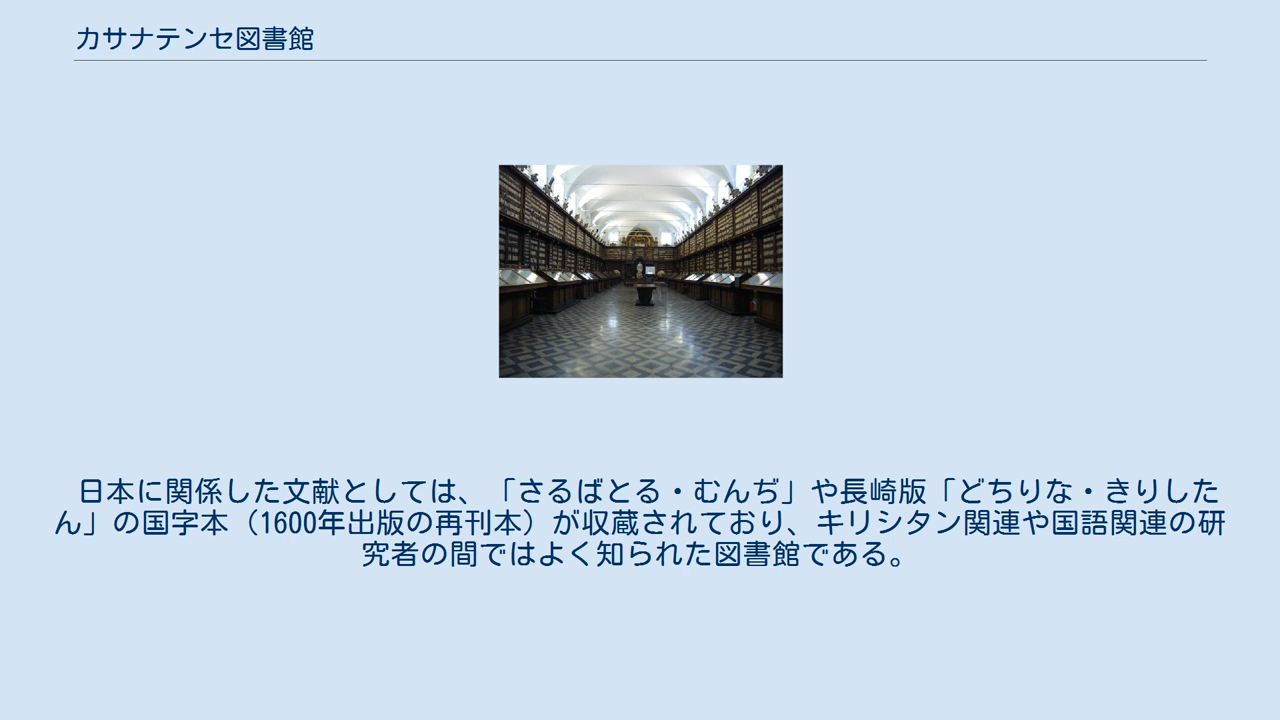 カサナテンセ図書館
日本に関係した文献としては、「さるばとる・むんぢ」や長崎版「どちりな・きりした
ん」の国字本（1600年出版の再刊本）が収蔵されており、キリシタン関連や国語関連の研
究者の間ではよく知られた図書館である。